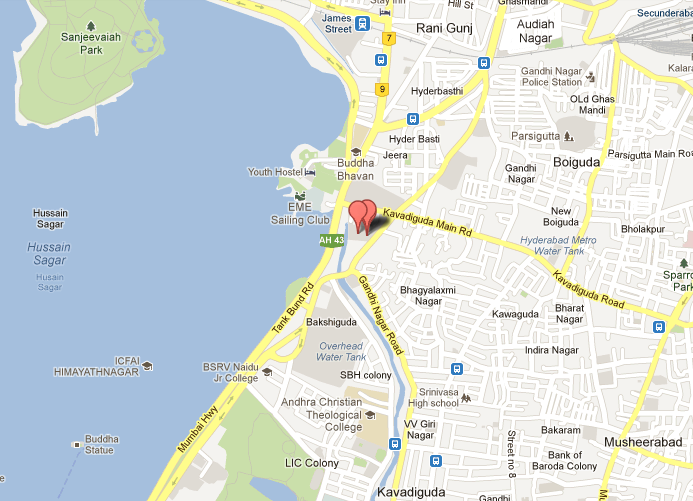 Stay Inn
Hill St
Ghasmandi
James
Street
Rani Gunj
Audiah
Nagar
Secunderaba
7
Sanjeevaiah
Park
Kalara
Gandhi Nagar
Police Station
9
Hyderbasthi
OLd Ghas
Mandi
Hyder Basti
Parsigutta
Jeera
Buddha
Bhavan
Boiguda
Parsigutta Main Roa
Youth Hostel
Gandhi
Nagar
EME
Sailing Club
Hussain
Sagar
Kavadiguda Main Rd
New
Boiguda
Bholakpur
AH 43
Hyderabad Metro
Water Tank
Hussain
Sagar
Husain
Sagar
Sparro
Park
Gandhi Nagar Road
Bhagyalaxmi
Nagar
Kavadiguda Road
Tank Bund Rd
Bakshiguda
Kawaguda
Bharat
Nagar
Overhead
Water Tank
Indira Nagar
ICFAI
HIMAYATHNAGAR
BSRV Naidu
Jr College
SBH colony
Srinivasa
High school
Andhra Christian
Theological
College
Mumbai Hwy
VV Giri
Nagar
Street no 8
Bakaram
Buddha
Statue
Musheerabad
LIC Colony
Bank of
Baroda Colony
Kavadiguda
Gandhi